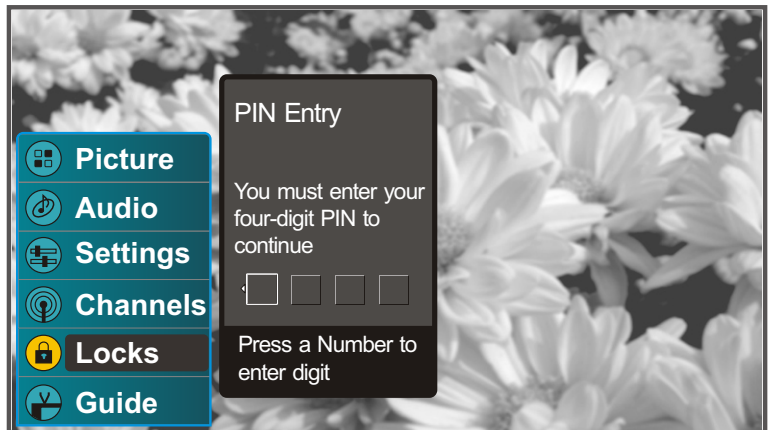 Picture
Audio
Settings
Channels
Locks
Guide
PIN Entry
You must enter your
four-digit PIN to
continue
Press a Number to
enter digit